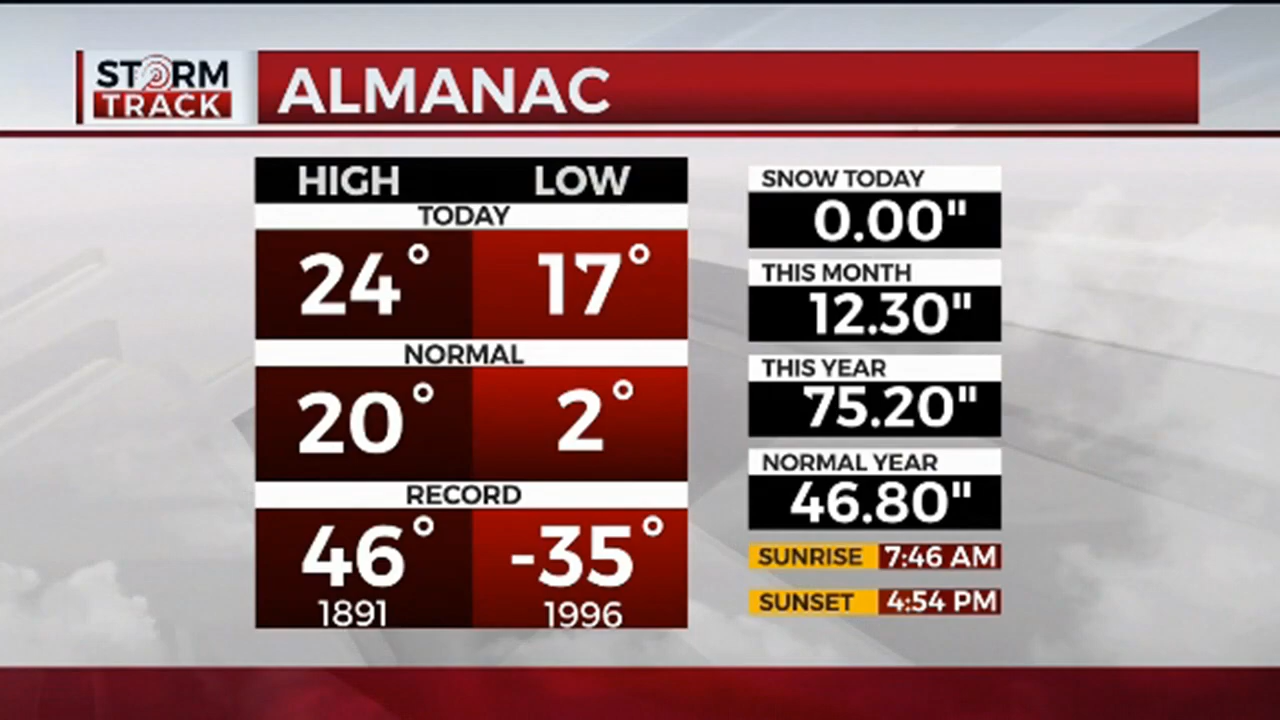 STORM
TRACK
ALMANAC
HIGH LOW
TODAY
24° 17°
NORMAL
20° 2°
RECORD
46° -35°
1891 1996
SNOW TODAY
0.00"
THIS MONTH
12.30"
THIS YEAR
75.20"
NORMAL YEAR
46.80"
SUNRISE 7:46 AM
SUNSET 4:54 PM